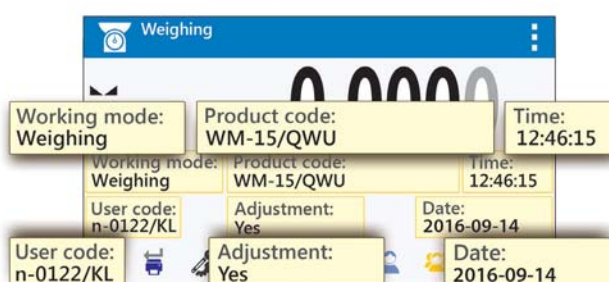 Weighing
0.0000
Working mode: Product code: Time:
Weighing WM-15/QWU 12:46:15
Working mode: Product code: Time:
Weighing WM-15/QWU 12:46:15
User code: Adjustment: Date:
n-0122/KL Yes 2016-09-14
User code: Adjustment: Date:
n-0122/KL Yes 2016-09-14